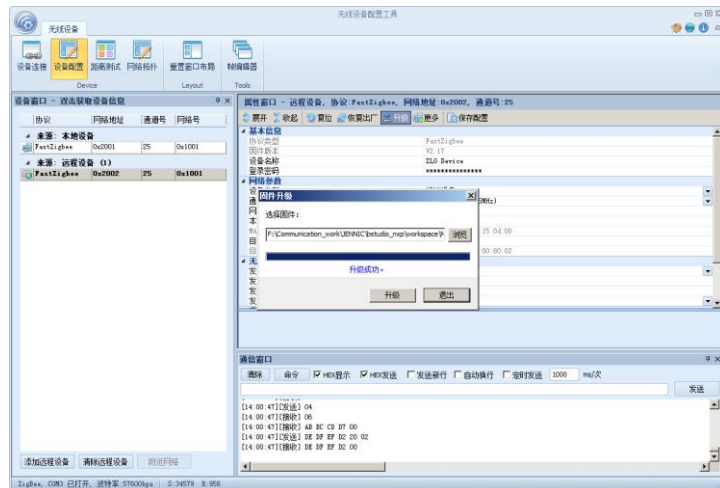 无线设备配置工具
无线设备
设备连接 设备配置 距离测试 网络拓扑 重置窗口布局 帧编辑器
Device Layout Tools
设备窗口 - 双击获取设备信息
协议 网络地址 通道号 网络号
来源: 本地设备
FastZigbee 0x2001 25 0x1001
来源: 远程设备 (1)
FastZigbee 0x2002 25 0x1001
添加远程设备 清除远程设备 附近网络
属性窗口 - 远程设备, 协议:FastZigbee, 网络地址:0x2002, 通道号:25
展开 收起 复位 恢复出厂 升级 更多 保存配置
基本信息
协议类型 FastZigbee
固件版本 V2.17
设备名称 ZLG Device
登录密码 ***************
网络参数
固件升级
选择固件:
F:\Communication_work\JENNIC\bstudio_nxp\workspace\ 浏览
升级成功。
升级 退出
通信窗口
清除 命令 HEX显示 HEX发送 发送新行 自动换行 定时发送 1000 ms/次
发送
[14:00:47][发送] 04
[14:00:47][接收] 06
[14:00:47][接收] AB BC CD D7 00
[14:00:47][发送] DE DF EF D2 20 02
[14:00:47][接收] DE DF EF D2 00
ZigBee, COM3 已打开, 波特率:57600bps S:34579 R:958